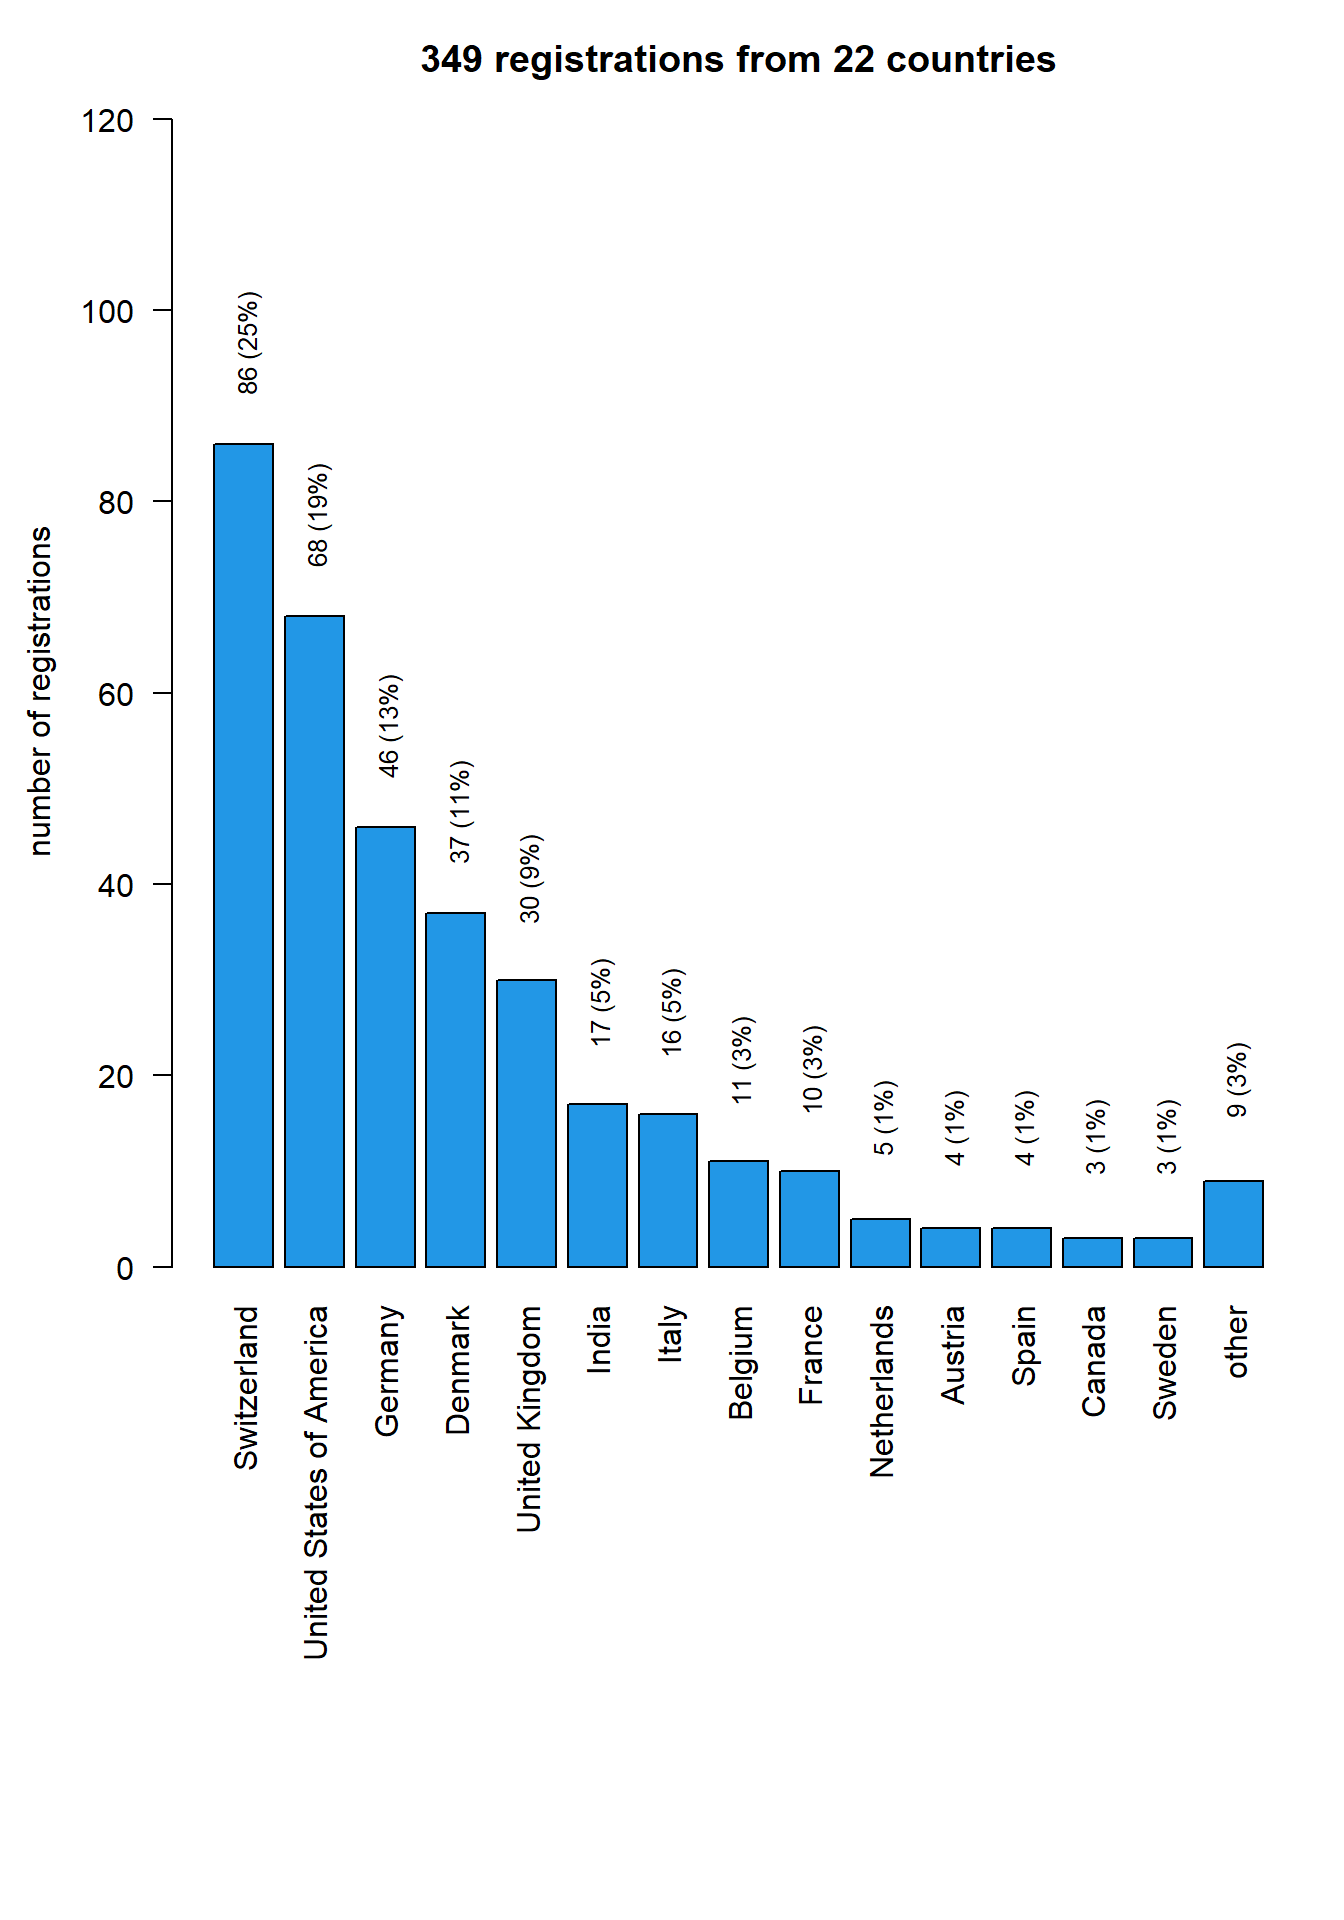 349 registrations from 22 countries
number of registrations
120
100
80
60
40
20
0
86 (25%)
68 (19%)
46 (13%)
37 (11%)
30 (9%)
17 (5%)
16 (5%)
11 (3%)
10 (3%)
5 (1%)
4 (1%)
4 (1%)
3 (1%)
3 (1%)
9 (3%)
Switzerland
United States of America
Germany
Denmark
United Kingdom
India
Italy
Belgium
France
Netherlands
Austria
Spain
Canada
Sweden
other